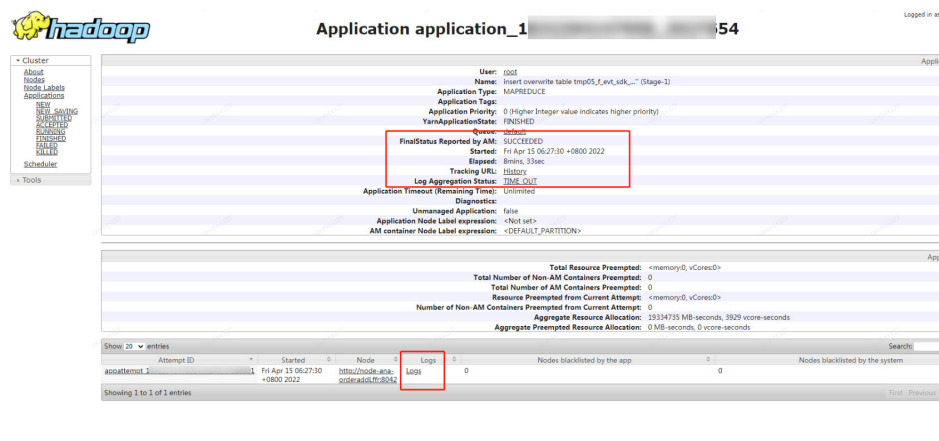 Logged in as
hadoop
Application application_1 54
Cluster
About
Nodes
Node Labels
Applications
NEW
NEW_SAVING
SUBMITTED
ACCEPTED
RUNNING
FINISHED
FAILED
KILLED
Scheduler
Tools
Appli
User: root
Name: insert overwrite table tmp05_f_evt_sdk_..." (Stage-1)
Application Type: MAPREDUCE
Application Tags:
Application Priority: 0 (Higher Integer value indicates higher priority)
YarnApplicationState: FINISHED
Queue: default
FinalStatus Reported by AM: SUCCEEDED
Started: Fri Apr 15 06:27:30 +0800 2022
Elapsed: 8mins, 33sec
Tracking URL: History
Log Aggregation Status: TIME_OUT
Application Timeout (Remaining Time): Unlimited
Diagnostics:
Unmanaged Application: false
Application Node Label expression: <Not set>
AM container Node Label expression: <DEFAULT_PARTITION>
App
Total Resource Preempted: <memory:0, vCores:0>
Total Number of Non-AM Containers Preempted: 0
Total Number of AM Containers Preempted: 0
Resource Preempted from Current Attempt: <memory:0, vCores:0>
Number of Non-AM Containers Preempted from Current Attempt: 0
Aggregate Resource Allocation: 19334735 MB-seconds, 3929 vcore-seconds
Aggregate Preempted Resource Allocation: 0 MB-seconds, 0 vcore-seconds
Show 20 entries
Search:
Attempt ID Started Node Logs Nodes blacklisted by the app Nodes blacklisted by the system
appattempt_1 1 Fri Apr 15 06:27:30 +0800 2022 http://node-ana-orderaddLffr:8042 Logs 0 0
Showing 1 to 1 of 1 entries
First Previous